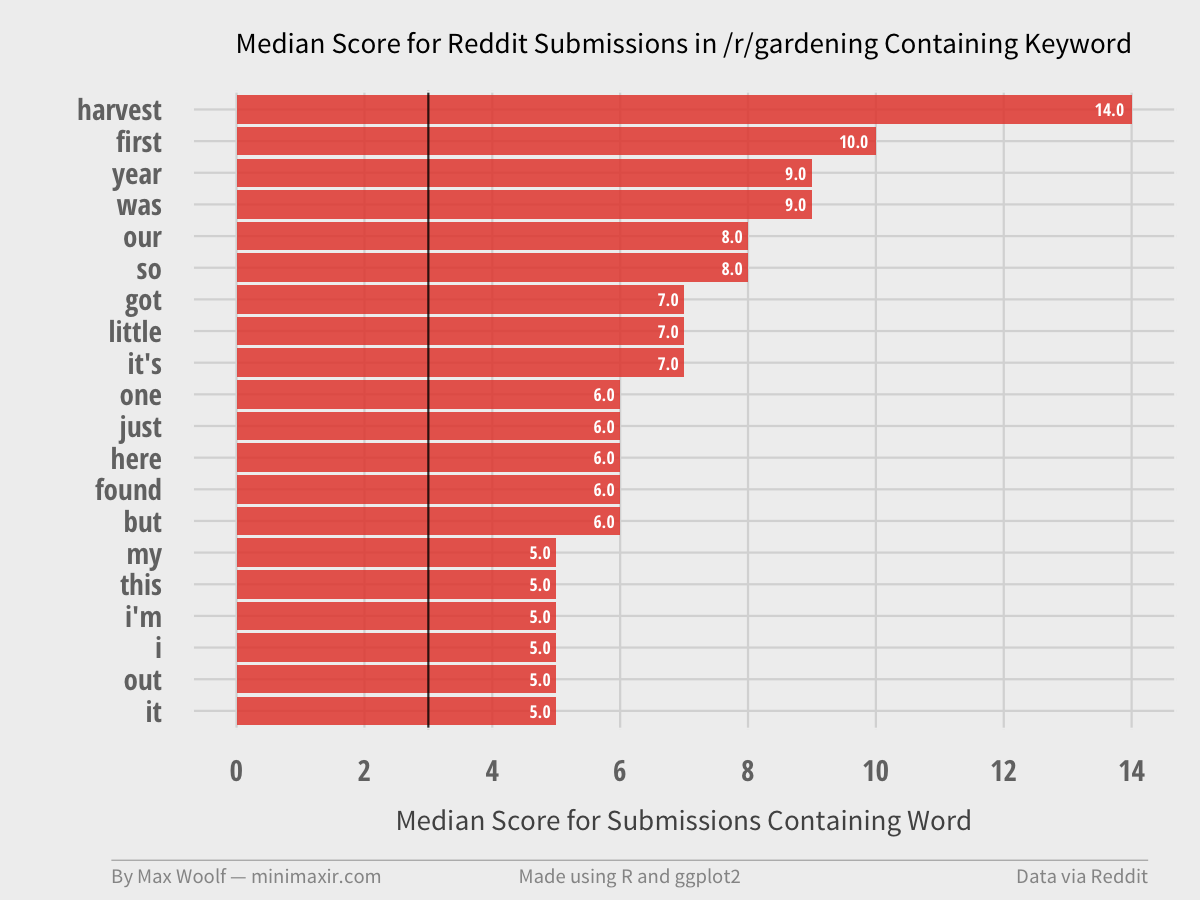 Median Score for Reddit Submissions in /r/gardening Containing Keyword
harvest 14.0
first 10.0
year 9.0
was 9.0
our 8.0
so 8.0
got 7.0
little 7.0
it's 7.0
one 6.0
just 6.0
here 6.0
found 6.0
but 6.0
my 5.0
this 5.0
i'm 5.0
i 5.0
out 5.0
it 5.0
0 2 4 6 8 10 12 14
Median Score for Submissions Containing Word
By Max Woolf — minimaxir.com Made using R and ggplot2 Data via Reddit